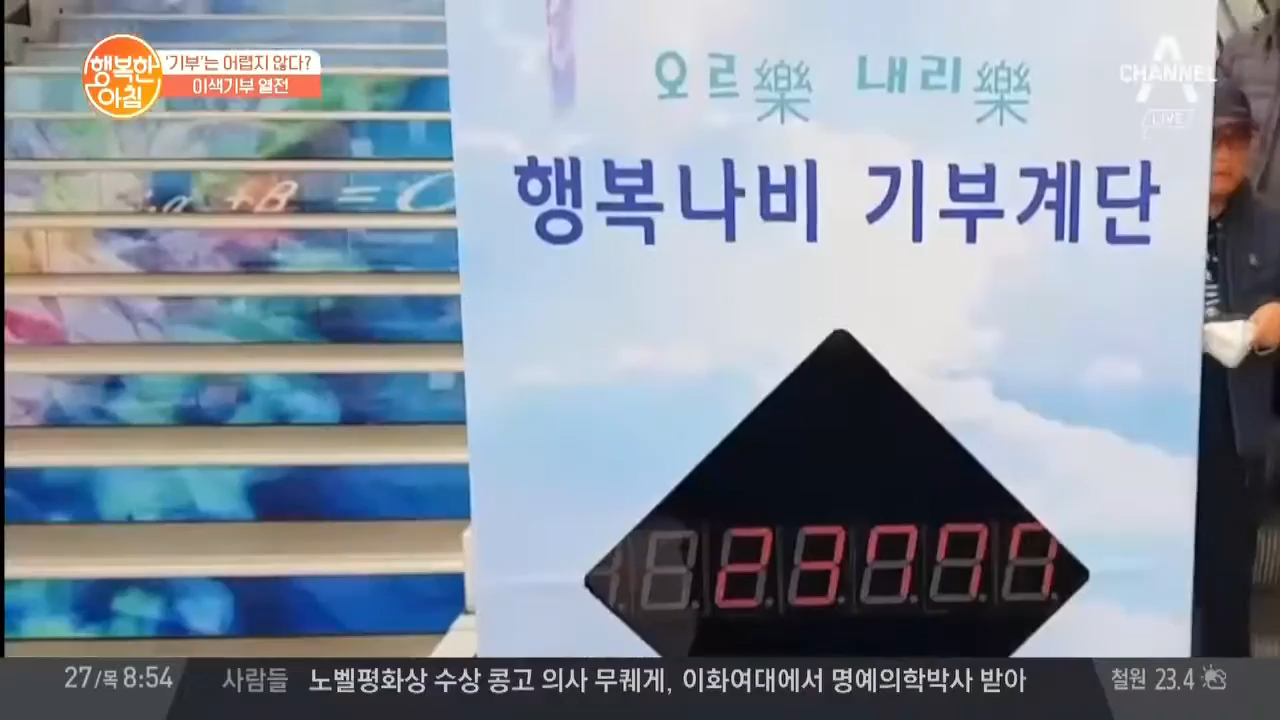 행복한
아침
'기부'는 어렵지 않다?
이색기부 열전
CHANNEL A
LIVE
오르樂 내리樂
행복나비 기부계단
+B = 0
23777
27/목 8:54 사람들 노벨평화상 수상 콩고 의사 무퀘게, 이화여대에서 명예의학박사 받아 철원 23.4